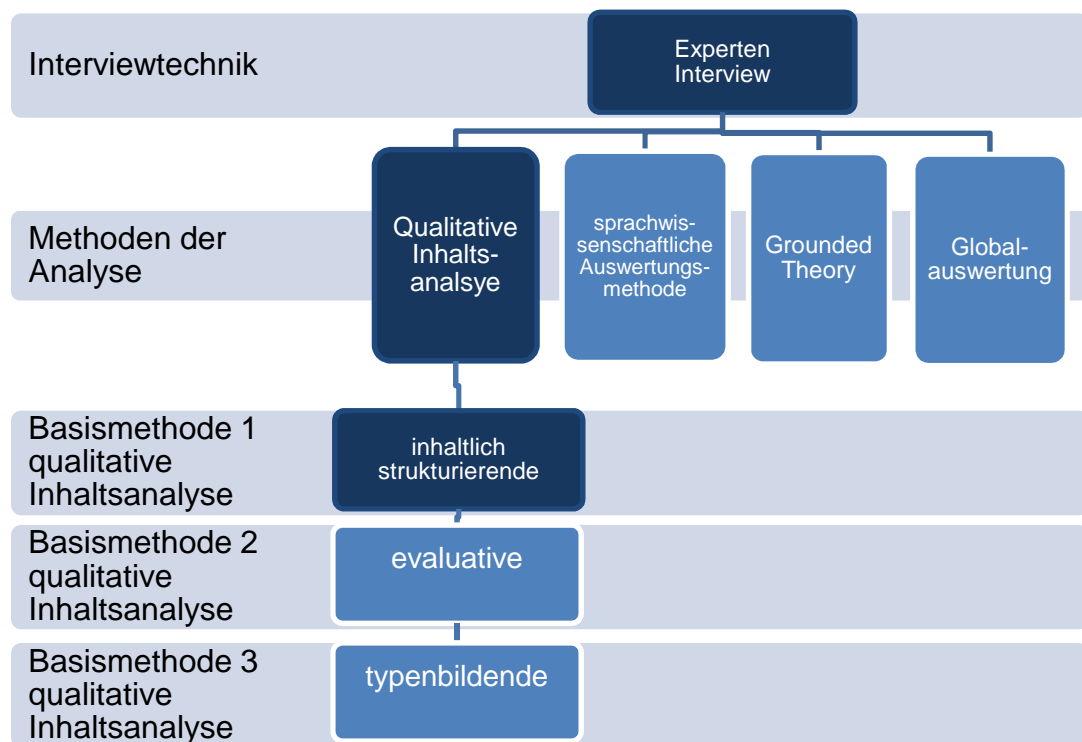 Interviewtechnik
Experten
Interview
Methoden der
Analyse
Qualitative
Inhalts-
analsye
sprachwis-
senschaftliche
Auswertungs-
methode
Grounded
Theory
Global-
auswertung
Basismethode 1
qualitative
Inhaltsanalyse
inhaltlich
strukturierende
Basismethode 2
qualitative
Inhaltsanalyse
evaluative
Basismethode 3
qualitative
Inhaltsanalyse
typenbildende